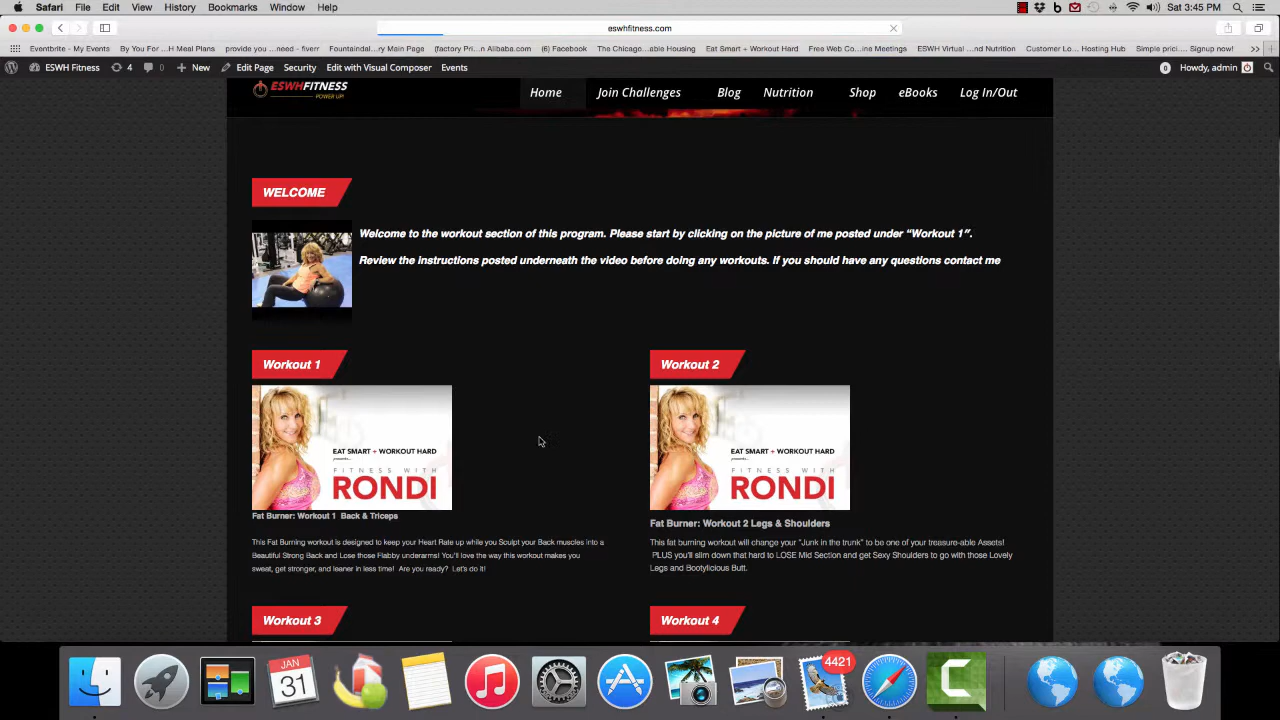 Safari File Edit View History Bookmarks Window Help Sat 3:45 PM
eswhfitness.com
Eventbrite - My Events By You For ...H Meal Plans provide you ...need - fiverr Fountaindal...ry Main Page (factory Pri...n Alibaba.com (6) Facebook The Chicago...able Housing Eat Smart + Workout Hard Free Web Co...ine Meetings ESWH Virtual ...nd Nutrition Customer Lo... Hosting Hub Simple prici... Signup now! >>
ESWH Fitness 4 0 + New Edit Page Security Edit with Visual Composer Events 0 Howdy, admin
ESWHFITNESS
POWER UP!
Home Join Challenges Blog Nutrition Shop eBooks Log In/Out
WELCOME
Welcome to the workout section of this program. Please start by clicking on the picture of me posted under “Workout 1″.
Review the instructions posted underneath the video before doing any workouts. If you should have any questions contact me
Workout 1
EAT SMART + WORKOUT HARD
presents...
FITNESS WITH
RONDI
Fat Burner: Workout 1 Back & Triceps
This Fat Burning workout is designed to keep your Heart Rate up while you Sculpt your Back muscles into a
Beautiful Strong Back and Lose those Flabby underarms! You'll love the way this workout makes you
sweat, get stronger, and leaner in less time! Are you ready? Let's do it!
Workout 2
EAT SMART + WORKOUT HARD
presents...
FITNESS WITH
RONDI
Fat Burner: Workout 2 Legs & Shoulders
This fat burning workout will change your "Junk in the trunk" to be one of your treasure-able Assets!
PLUS you'll slim down that hard to LOSE Mid Section and get Sexy Shoulders to go with those Lovely
Legs and Bootylicious Butt.
Workout 3
Workout 4
JAN
31
4421